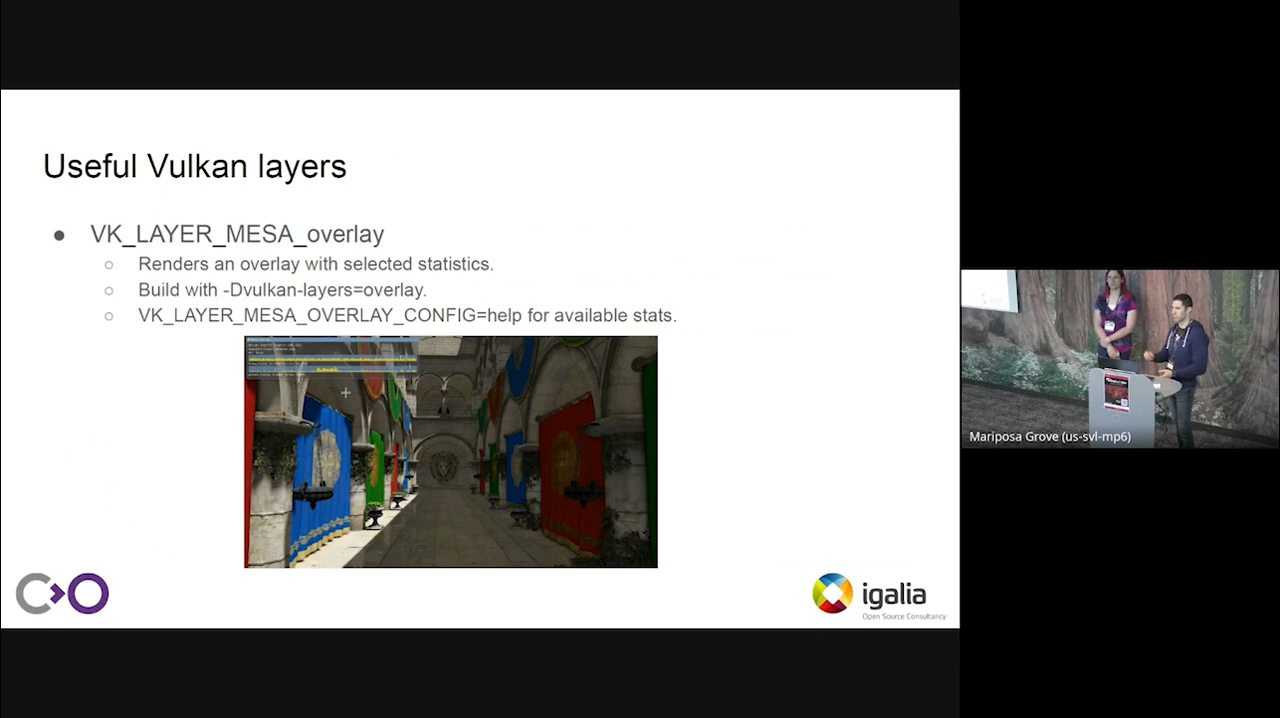 Useful Vulkan layers
● VK_LAYER_MESA_overlay
○ Renders an overlay with selected statistics.
○ Build with -Dvulkan-layers=overlay.
○ VK_LAYER_MESA_OVERLAY_CONFIG=help for available stats.
igalia
Open Source Consultancy
Mariposa Grove (us-svl-mp6)